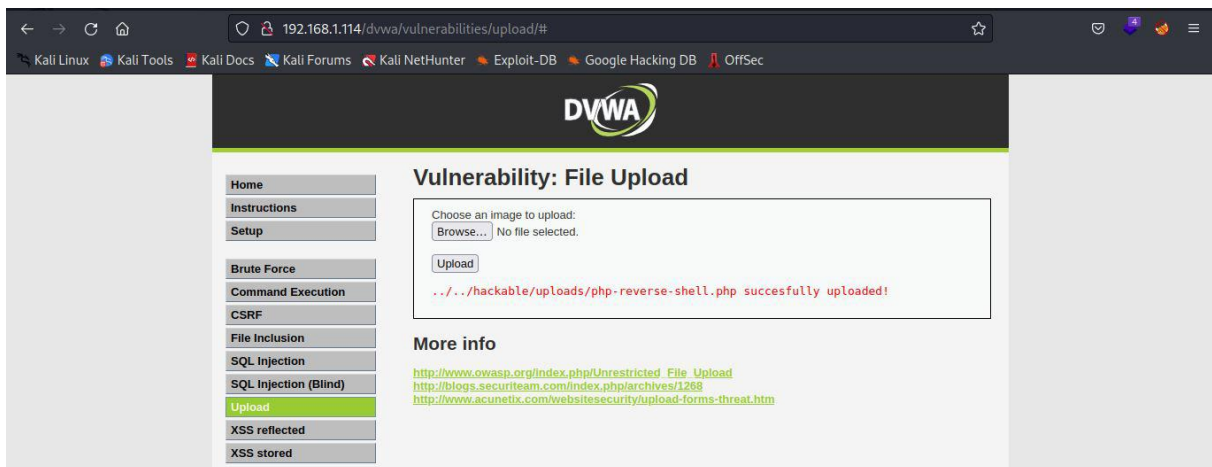 192.168.1.114/dvwa/vulnerabilities/upload/#
4
Kali Linux Kali Tools Kali Docs Kali Forums Kali NetHunter Exploit-DB Google Hacking DB OffSec
DVWA
Home
Instructions
Setup
Brute Force
Command Execution
CSRF
File Inclusion
SQL Injection
SQL Injection (Blind)
Upload
XSS reflected
XSS stored
Vulnerability: File Upload
Choose an image to upload:
Browse... No file selected.
Upload
../../hackable/uploads/php-reverse-shell.php succesfully uploaded!
More info
http://www.owasp.org/index.php/Unrestricted_File_Upload
http://blogs.securiteam.com/index.php/archives/1268
http://www.acunetix.com/websitesecurity/upload-forms-threat.htm